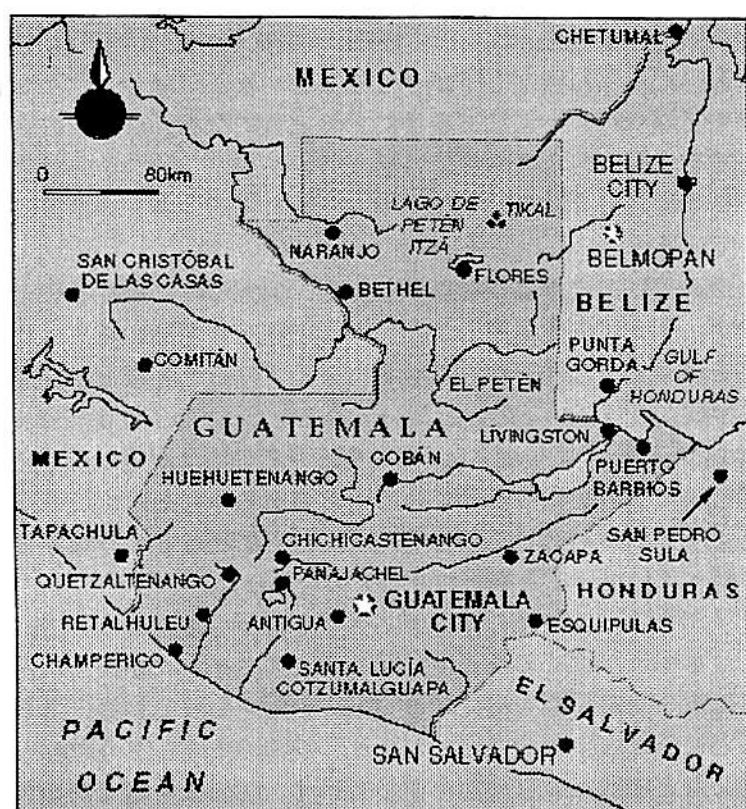 CHETUMAL
MEXICO
0 80km
BELIZE
CITY
LAGO DE
PETÉN
ITZÁ
TIKAL
NARANJO
BELMOPAN
SAN CRISTÓBAL
DE LAS CASAS
FLORES
BETHEL
BELIZE
PUNTA
GORDA
GULF
OF
HONDURAS
COMITÁN
EL PETÉN
GUATEMALA
LIVINGSTON
MEXICO
COBÁN
PUERTO
BARRIOS
HUEHUETENANGO
SAN PEDRO
SULA
TAPACHULA
CHICHICASTENANGO
ZACAPA
QUETZALTENANGO
PANAJACHEL
HONDURAS
GUATEMALA
CITY
RETALHULEU
ANTIGUA
ESQUIPULAS
CHAMPERICO
SANTA LUCÍA
COTZUMALGUAPA
EL SALVADOR
PACIFIC
OCEAN
SAN SALVADOR